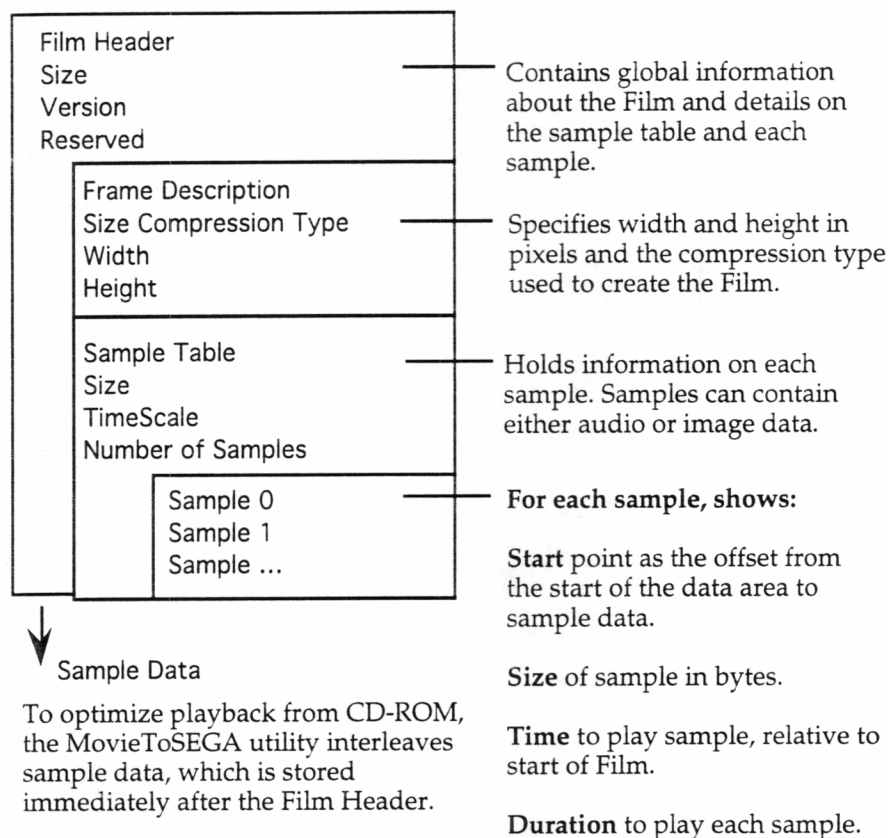 Film Header
Size
Version
Reserved
Contains global information
about the Film and details on
the sample table and each
sample.
Frame Description
Size Compression Type
Width
Height
Specifies width and height in
pixels and the compression type
used to create the Film.
Sample Table
Size
TimeScale
Number of Samples
Holds information on each
sample. Samples can contain
either audio or image data.
Sample 0
Sample 1
Sample ...
For each sample, shows:
Start point as the offset from
the start of the data area to
sample data.
Size of sample in bytes.
Time to play sample, relative to
start of Film.
Duration to play each sample.
Sample Data
To optimize playback from CD-ROM,
the MovieToSEGA utility interleaves
sample data, which is stored
immediately after the Film Header.